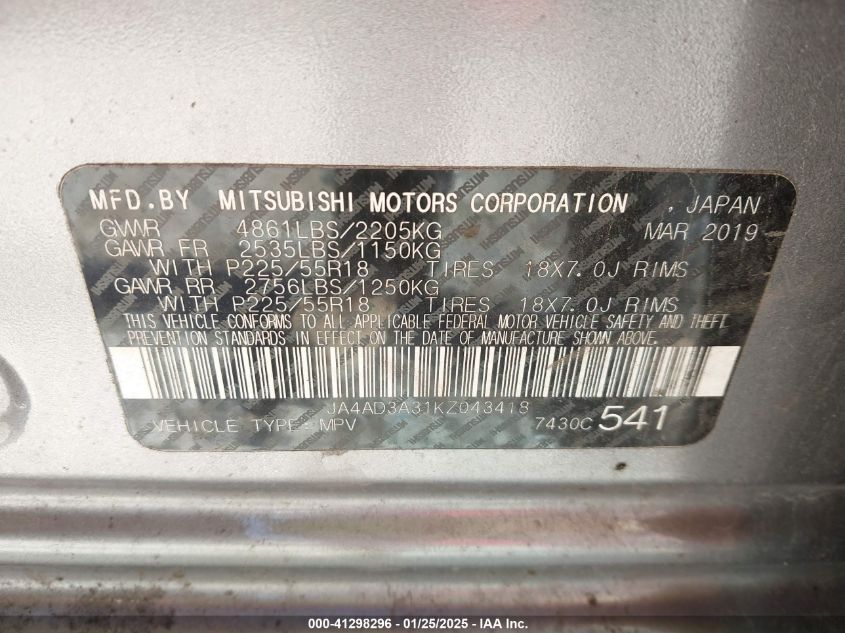 MFD.BY MITSUBISHI MOTORS CORPORATION , JAPAN
GVWR 4861LBS/2205KG MAR 2019
GAWR FR 2535LBS/1150KG
WITH P225/55R18 TIRES 18X7.0J RIMS
GAWR RR 2756LBS/1250KG
WITH P225/55R18 TIRES 18X7.0J RIMS
THIS VEHICLE CONFORMS TO ALL APPLICABLE FEDERAL MOTOR VEHICLE SAFETY AND THEFT
PREVENTION STANDARDS IN EFFECT ON THE DATE OF MANUFACTURE SHOWN ABOVE.
JA4AD3A31KZ043418
VEHICLE TYPE: MPV 7430C 541
000-41298296 - 01/25/2025 - IAA Inc.